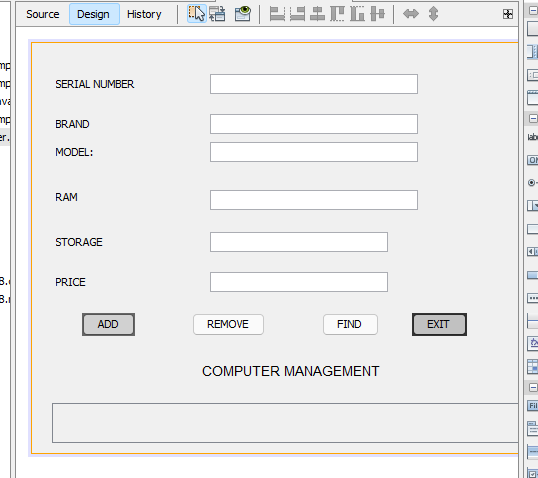 Source Design History
SERIAL NUMBER
BRAND
MODEL:
RAM
STORAGE
PRICE
ADD REMOVE FIND EXIT
COMPUTER MANAGEMENT